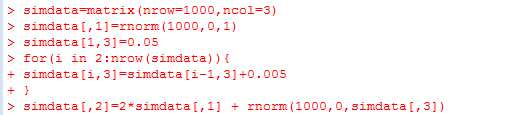 > simdata=matrix(nrow=1000,ncol=3)
> simdata[,1]=rnorm(1000,0,1)
> simdata[1,3]=0.05
> for(i in 2:nrow(simdata)){
+ simdata[i,3]=simdata[i-1,3]+0.005
+ }
> simdata[,2]=2*simdata[,1] + rnorm(1000,0,simdata[,3])